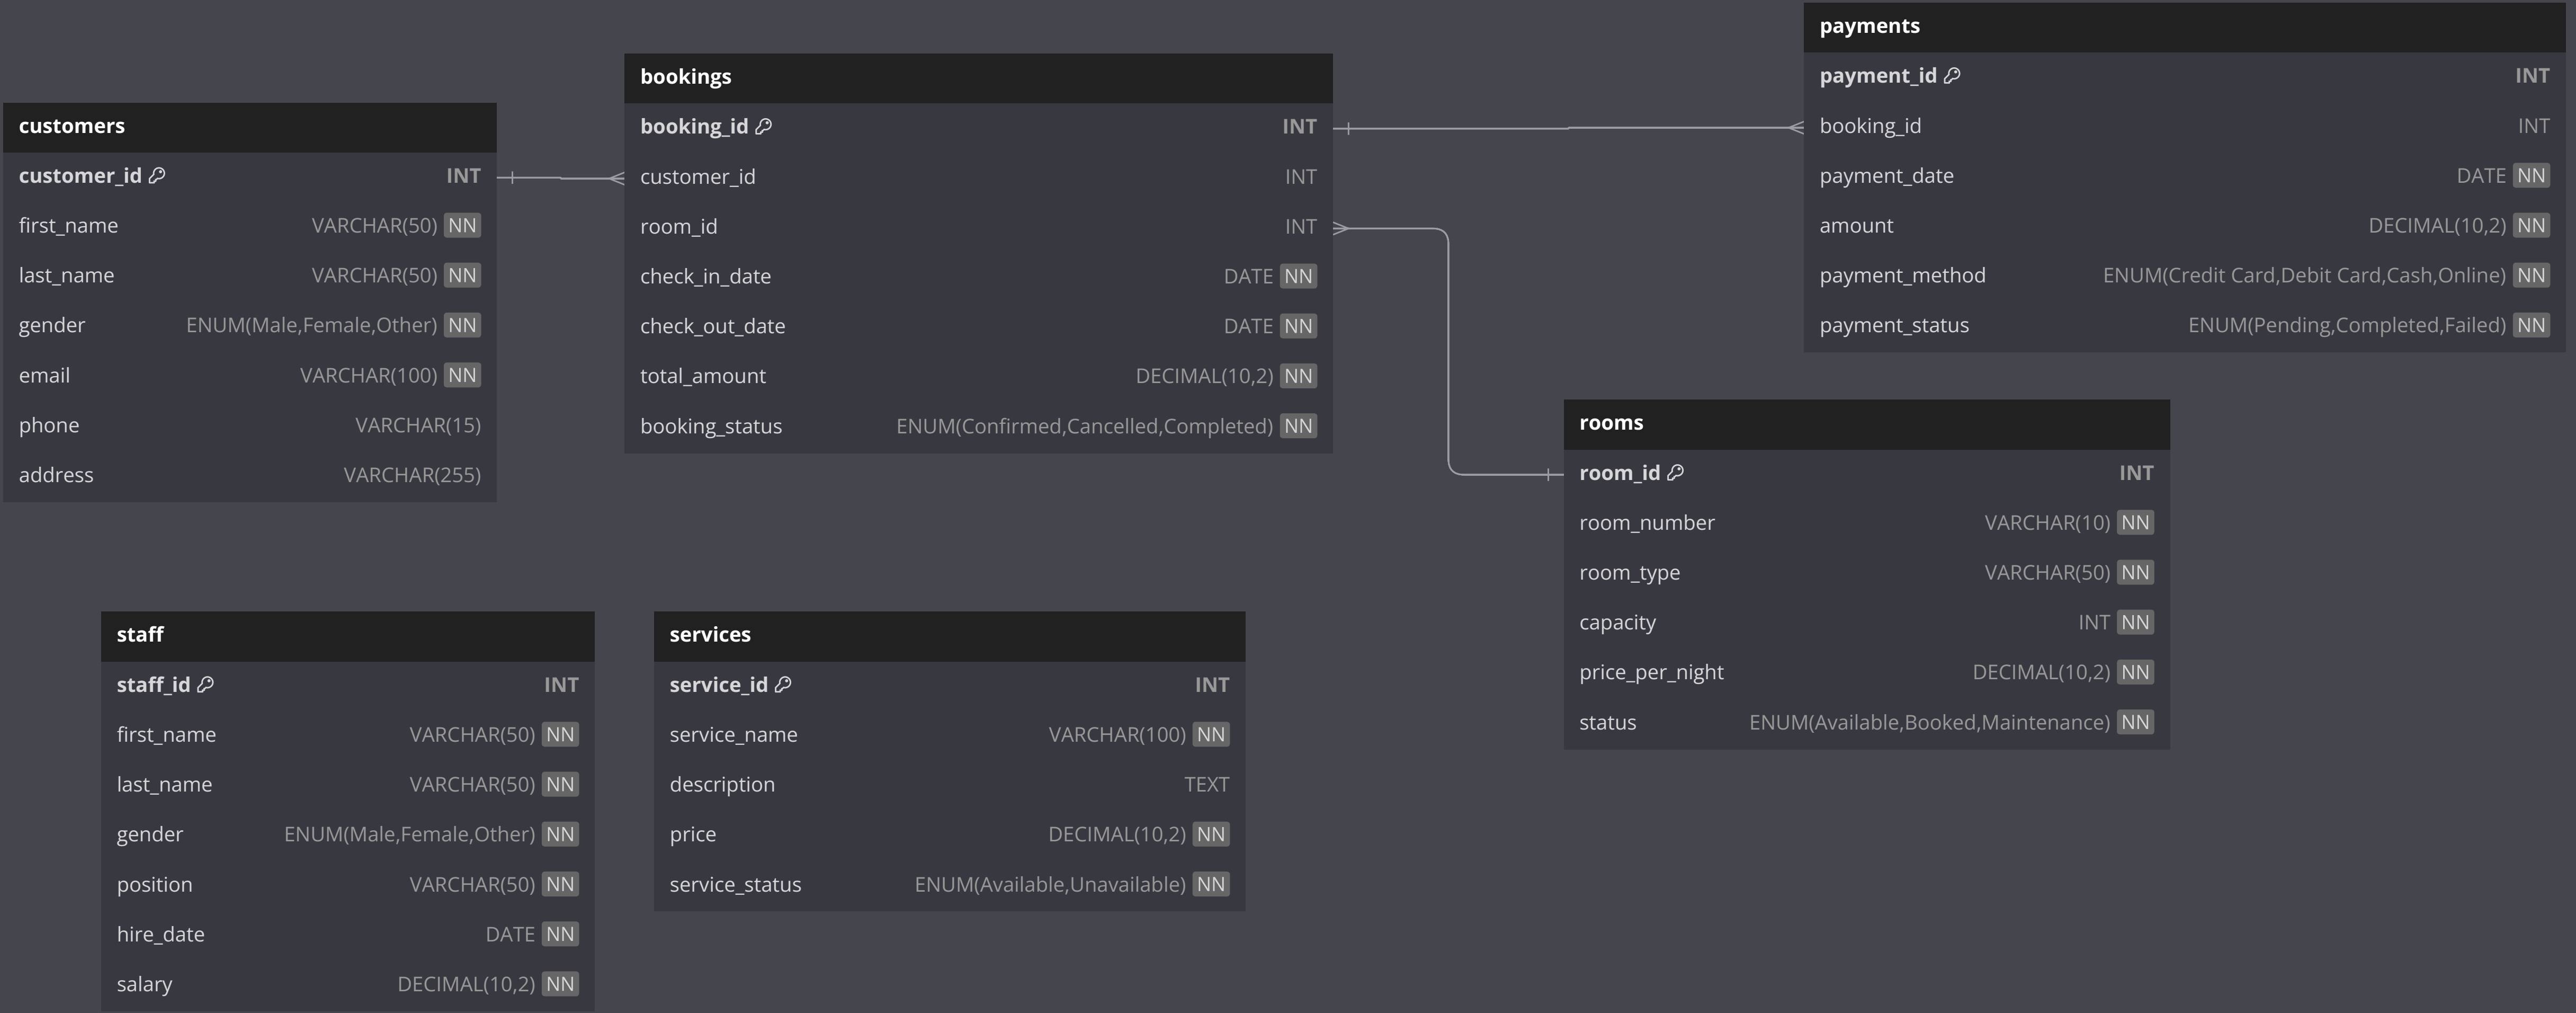 customers
customer_id INT
first_name VARCHAR(50) NN
last_name VARCHAR(50) NN
gender ENUM(Male,Female,Other) NN
email VARCHAR(100) NN
phone VARCHAR(15)
address VARCHAR(255)
bookings
booking_id INT
customer_id INT
room_id INT
check_in_date DATE NN
check_out_date DATE NN
total_amount DECIMAL(10,2) NN
booking_status ENUM(Confirmed,Cancelled,Completed) NN
payments
payment_id INT
booking_id INT
payment_date DATE NN
amount DECIMAL(10,2) NN
payment_method ENUM(Credit Card,Debit Card,Cash,Online) NN
payment_status ENUM(Pending,Completed,Failed) NN
rooms
room_id INT
room_number VARCHAR(10) NN
room_type VARCHAR(50) NN
capacity INT NN
price_per_night DECIMAL(10,2) NN
status ENUM(Available,Booked,Maintenance) NN
staff
staff_id INT
first_name VARCHAR(50) NN
last_name VARCHAR(50) NN
gender ENUM(Male,Female,Other) NN
position VARCHAR(50) NN
hire_date DATE NN
salary DECIMAL(10,2) NN
services
service_id INT
service_name VARCHAR(100) NN
description TEXT
price DECIMAL(10,2) NN
service_status ENUM(Available,Unavailable) NN